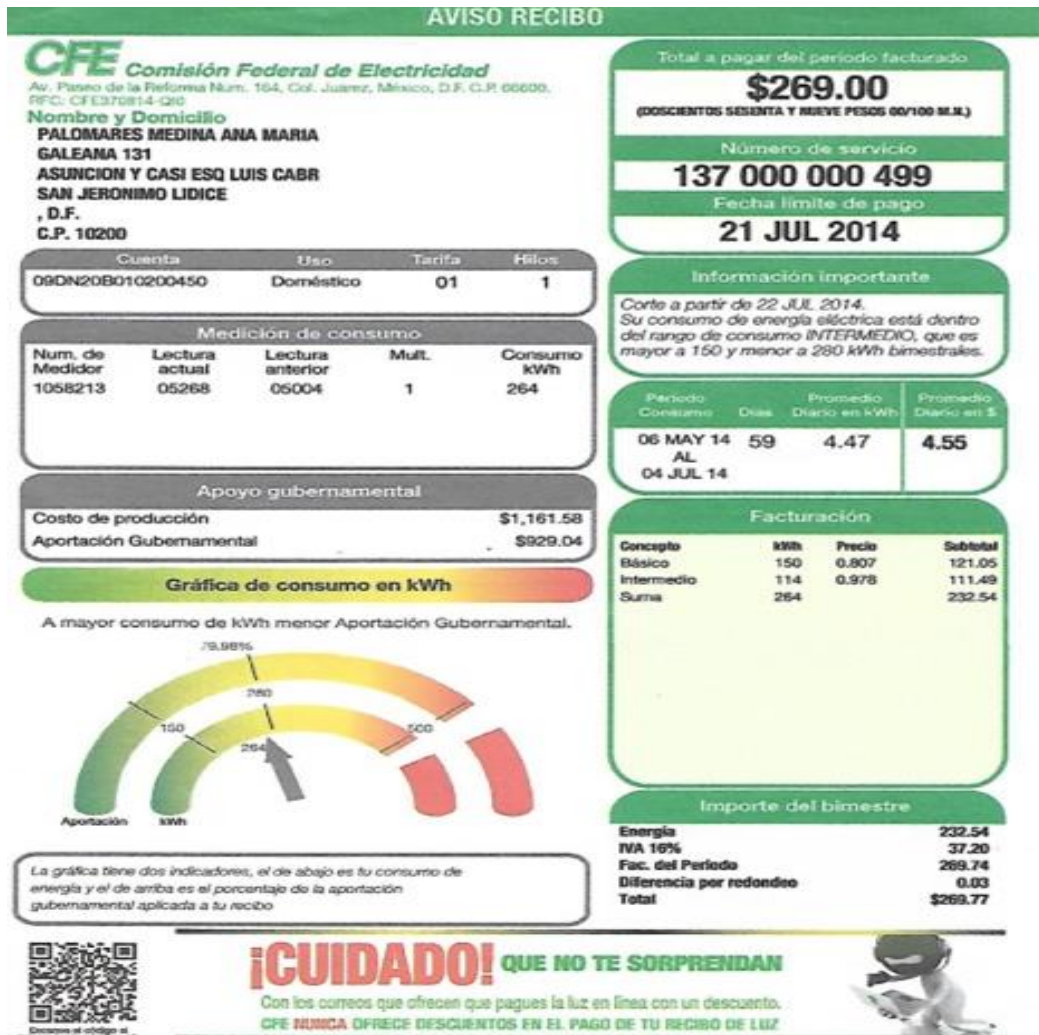 AVISO RECIBO
CFE Comisión Federal de Electricidad
Av. Paseo de la Reforma Num. 164, Col. Juarez, México, D.F. C.P. 06600.
RFC: CFE370814-QI0
Nombre y Domicilio
PALOMARES MEDINA ANA MARIA
GALEANA 131
ASUNCION Y CASI ESQ LUIS CABR
SAN JERONIMO LIDICE
, D.F.
C.P. 10200
Total a pagar del periodo facturado
$269.00
(DOSCIENTOS SESENTA Y NUEVE PESOS 00/100 M.N.)
Número de servicio
137 000 000 499
Fecha límite de pago
21 JUL 2014
Cuenta Uso Tarifa Hilos
09DN20B010200450 Doméstico 01 1
Medición de consumo
Num. de Medidor Lectura actual Lectura anterior Mult. Consumo kWh
1058213 05268 05004 1 264
Información importante
Corte a partir de 22 JUL 2014.
Su consumo de energía eléctrica está dentro
del rango de consumo INTERMEDIO, que es
mayor a 150 y menor a 280 kWh bimestrales.
Periodo Consumo Días Promedio Diario en kWh Promedio Diario en $
06 MAY 14 AL 04 JUL 14 59 4.47 4.55
Apoyo gubernamental
Costo de producción $1,161.58
Aportación Gubernamental $929.04
Facturación
Concepto kWh Precio Subtotal
Básico 150 0.807 121.05
Intermedio 114 0.978 111.49
Suma 264 232.54
Gráfica de consumo en kWh
A mayor consumo de kWh menor Aportación Gubernamental.
79.98%
280
150
500
264
Aportación kWh
La gráfica tiene dos indicadores, el de abajo es tu consumo de
energía y el de arriba es el porcentaje de la aportación
gubernamental aplicada a tu recibo
Importe del bimestre
Energía 232.54
IVA 16% 37.20
Fac. del Periodo 269.74
Diferencia por redondeo 0.03
Total $269.77
¡CUIDADO! QUE NO TE SORPRENDAN
Con los correos que ofrecen que pagues la luz en línea con un descuento.
CFE NUNCA OFRECE DESCUENTOS EN EL PAGO DE TU RECIBO DE LUZ